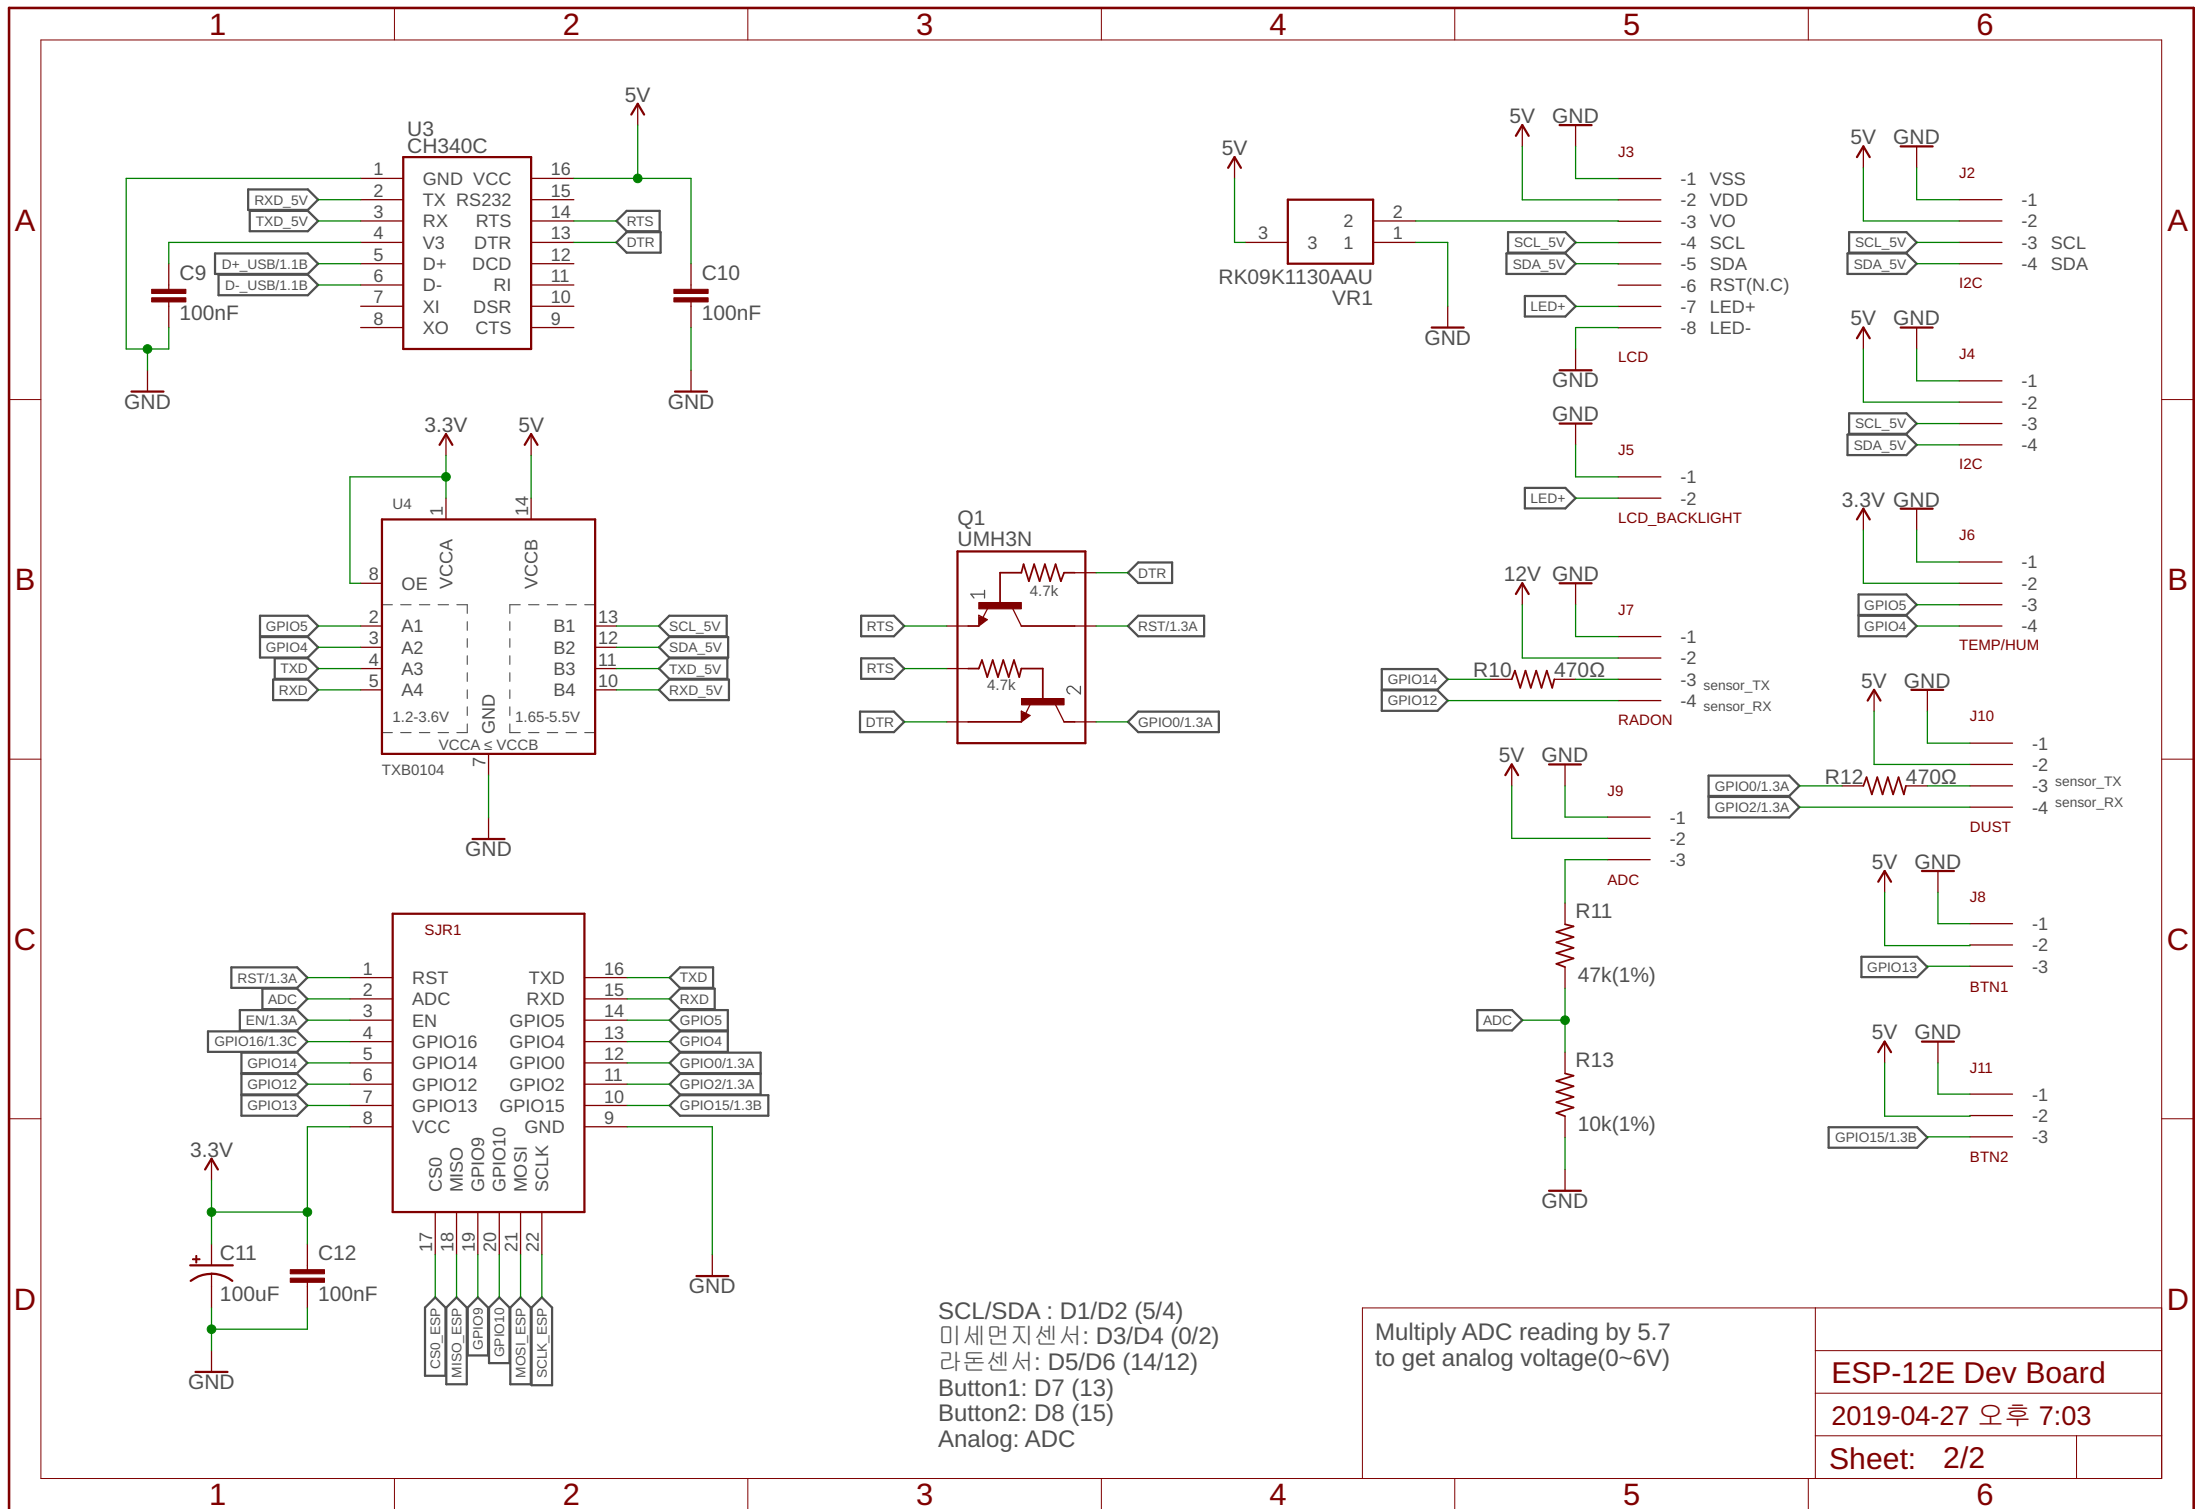 1 2 3 4 5 6
A
A
B
B
C
C
D
D
U3
CH340C
5V
1 GND VCC 16
RXD_5V 2 TX RS232 15
TXD_5V 3 RX RTS 14 RTS
4 V3 DTR 13 DTR
D+_USB/1.1B 5 D+ DCD 12
D-_USB/1.1B 6 D- RI 11
7 XI DSR 10
8 XO CTS 9
C9
100nF
C10
100nF
GND
GND
3.3V 5V
U4
1
14
VCCA
VCCB
8 OE
GPIO5 2 A1 B1 13 SCL_5V
GPIO4 3 A2 B2 12 SDA_5V
TXD 4 A3 B3 11 TXD_5V
RXD 5 A4 B4 10 RXD_5V
1.2-3.6V GND 1.65-5.5V
VCCA ≤ VCCB
TXB0104
7
GND
SJR1
RST/1.3A 1 RST TXD 16 TXD
ADC 2 ADC RXD 15 RXD
EN/1.3A 3 EN GPIO5 14 GPIO5
GPIO16/1.3C 4 GPIO16 GPIO4 13 GPIO4
GPIO14 5 GPIO14 GPIO0 12 GPIO0/1.3A
GPIO12 6 GPIO12 GPIO2 11 GPIO2/1.3A
GPIO13 7 GPIO13 GPIO15 10 GPIO15/1.3B
8 VCC GND 9
CS0 MISO GPIO9 GPIO10 MOSI SCLK
17 18 19 20 21 22
CS0_ESP MISO_ESP GPIO9 GPIO10 MOSI_ESP SCLK_ESP
3.3V
+ C11
100uF
C12
100nF
GND
GND
Q1
UMH3N
4.7k
DTR
1
RTS
RST/1.3A
RTS
4.7k
2
DTR
GPIO0/1.3A
5V
3 3 2 2
1 1
RK09K1130AAU
VR1
GND
5V GND
J3
-1 VSS
-2 VDD
-3 VO
SCL_5V -4 SCL
SDA_5V -5 SDA
-6 RST(N.C)
LED+ -7 LED+
-8 LED-
LCD
GND
GND
J5
-1
LED+ -2
LCD_BACKLIGHT
12V GND
J7
-1
-2
GPIO14 R10 470Ω -3 sensor_TX
GPIO12 -4 sensor_RX
RADON
5V GND
J9
-1
-2
-3
ADC
R11
47k(1%)
ADC
R13
10k(1%)
GND
5V GND
J2
-1
-2
SCL_5V -3 SCL
SDA_5V -4 SDA
I2C
5V GND
J4
-1
-2
SCL_5V -3
SDA_5V -4
I2C
3.3V GND
J6
-1
-2
GPIO5 -3
GPIO4 -4
TEMP/HUM
5V GND
J10
-1
-2
GPIO0/1.3A R12 470Ω -3 sensor_TX
GPIO2/1.3A -4 sensor_RX
DUST
5V GND
J8
-1
-2
GPIO13 -3
BTN1
5V GND
J11
-1
-2
GPIO15/1.3B -3
BTN2
SCL/SDA : D1/D2 (5/4)
미세먼지센서: D3/D4 (0/2)
라돈센서: D5/D6 (14/12)
Button1: D7 (13)
Button2: D8 (15)
Analog: ADC
Multiply ADC reading by 5.7
to get analog voltage(0~6V)
ESP-12E Dev Board
2019-04-27 오후 7:03
Sheet: 2/2
1 2 3 4 5 6